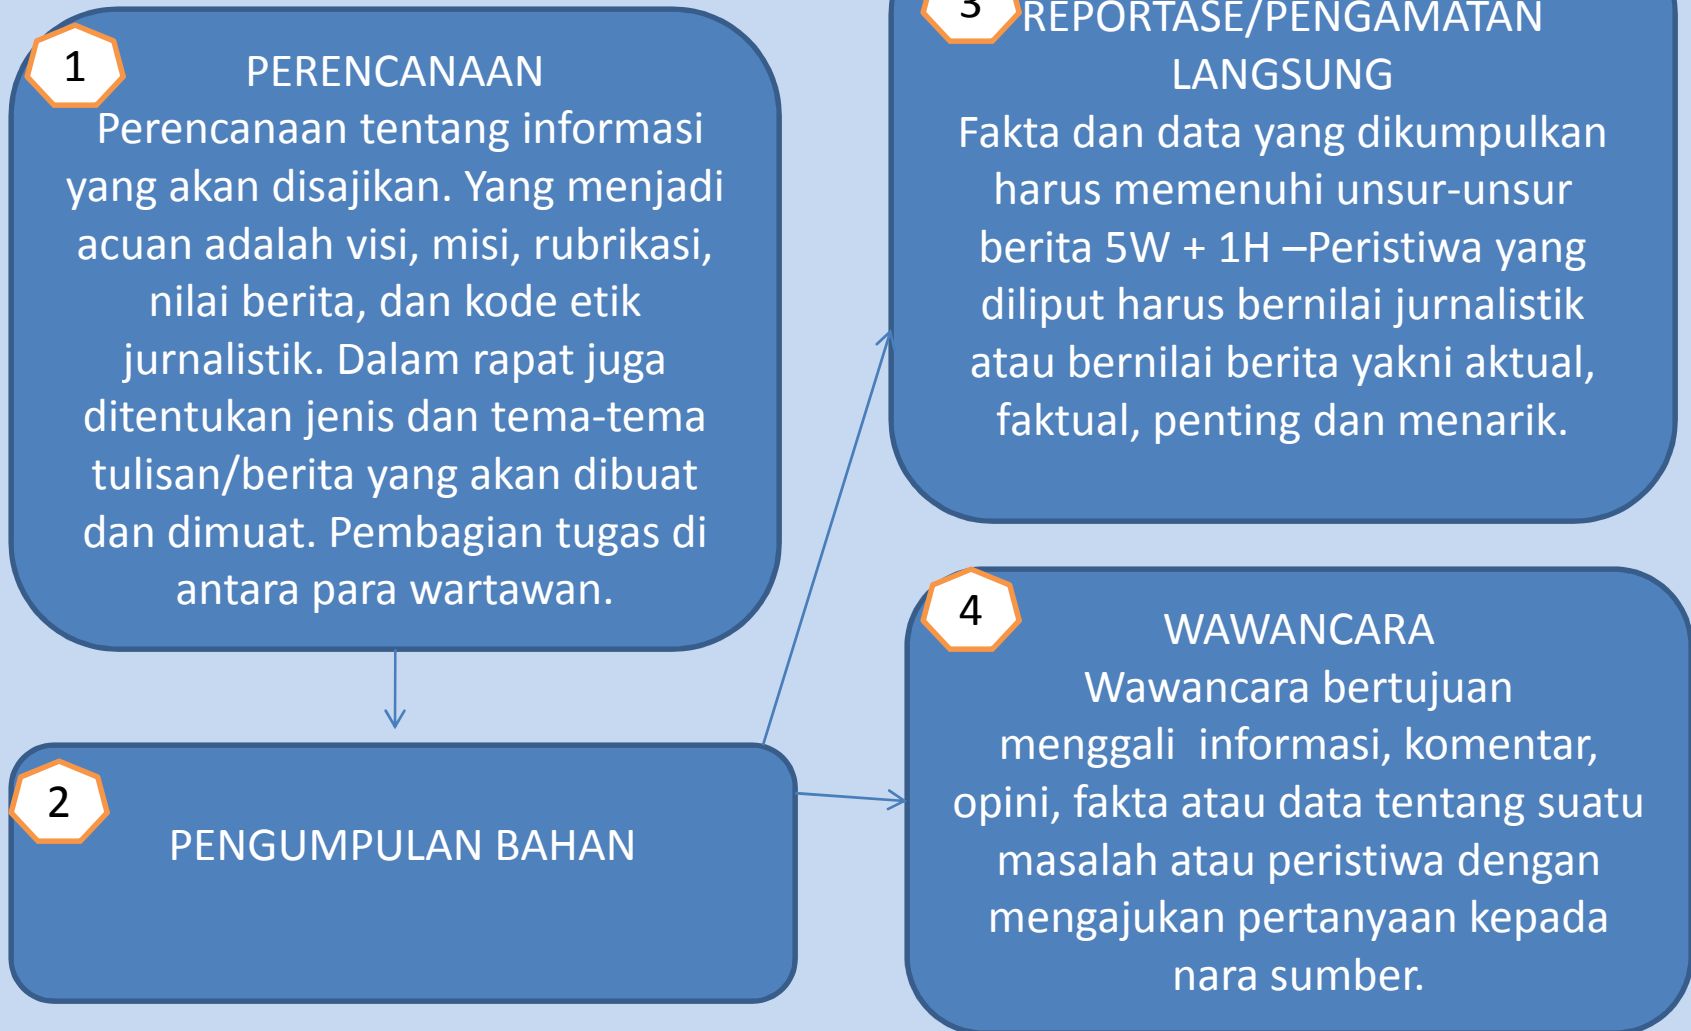 1
PERENCANAAN
Perencanaan tentang informasi
yang akan disajikan. Yang menjadi
acuan adalah visi, misi, rubrikasi,
nilai berita, dan kode etik
jurnalistik. Dalam rapat juga
ditentukan jenis dan tema-tema
tulisan/berita yang akan dibuat
dan dimuat. Pembagian tugas di
antara para wartawan.
2
PENGUMPULAN BAHAN
3
REPORTASE/PENGAMATAN
LANGSUNG
Fakta dan data yang dikumpulkan
harus memenuhi unsur-unsur
berita 5W + 1H –Peristiwa yang
diliput harus bernilai jurnalistik
atau bernilai berita yakni aktual,
faktual, penting dan menarik.
4
WAWANCARA
Wawancara bertujuan
menggali  informasi, komentar,
opini, fakta atau data tentang suatu
masalah atau peristiwa dengan
mengajukan pertanyaan kepada
nara sumber.